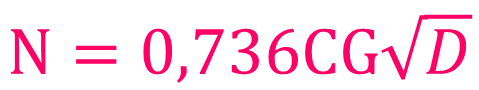 N = 0,736CG√D